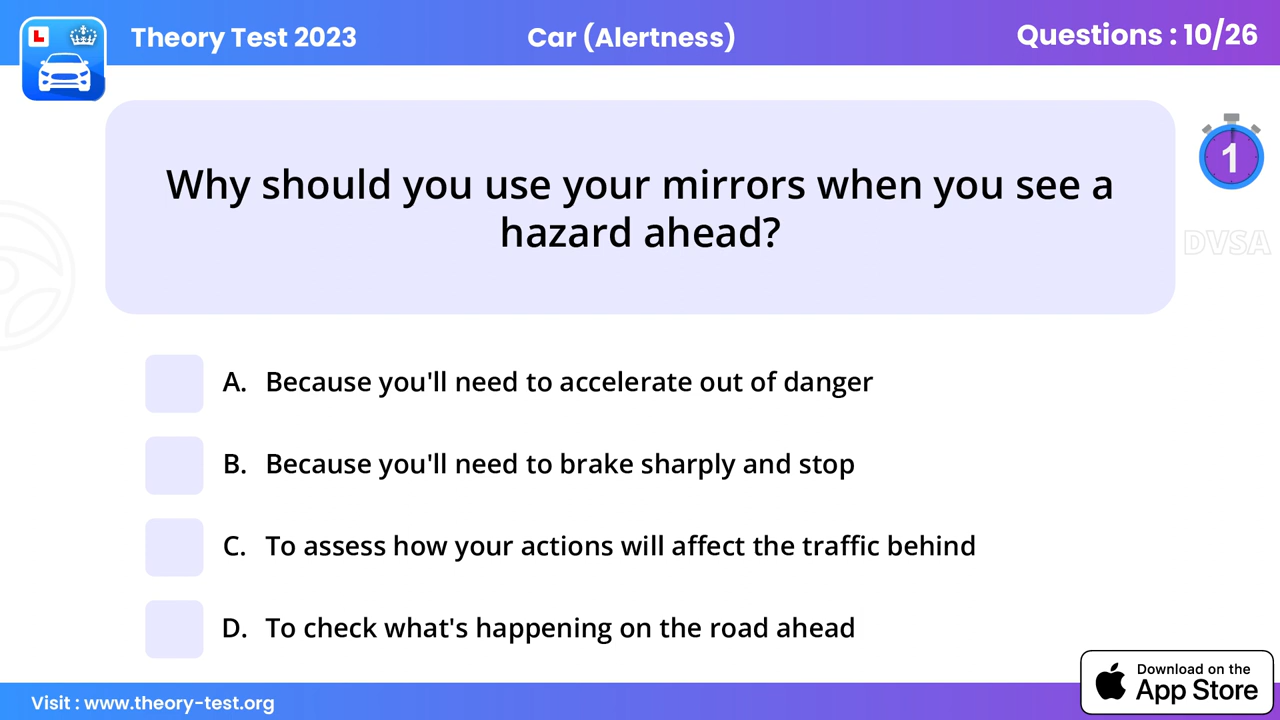 L
Theory Test 2023
Car (Alertness)
Questions : 10/26
1
Why should you use your mirrors when you see a
hazard ahead?
DVSA
A. Because you'll need to accelerate out of danger
B. Because you'll need to brake sharply and stop
C. To assess how your actions will affect the traffic behind
D. To check what's happening on the road ahead
Visit : www.theory-test.org
Download on the
App Store